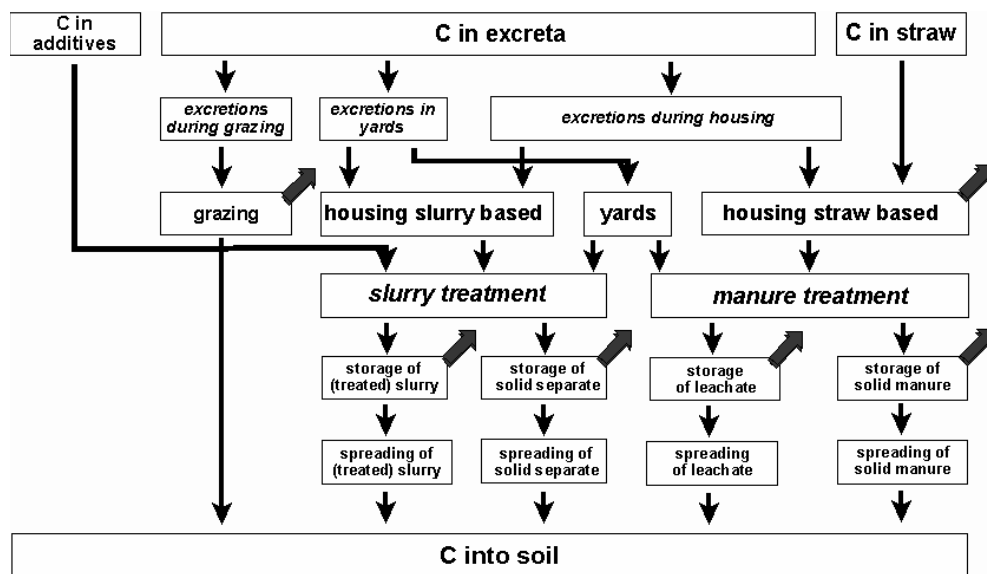 C in
additives
C in excreta
C in straw
excretions
during grazing
excretions in
yards
excretions during housing
grazing
housing slurry based
yards
housing straw based
slurry treatment
manure treatment
storage of
(treated) slurry
storage of
solid separate
storage
of leachate
storage of
solid manure
spreading of
(treated) slurry
spreading of
solid separate
spreading
of leachate
spreading of
solid manure
C into soil